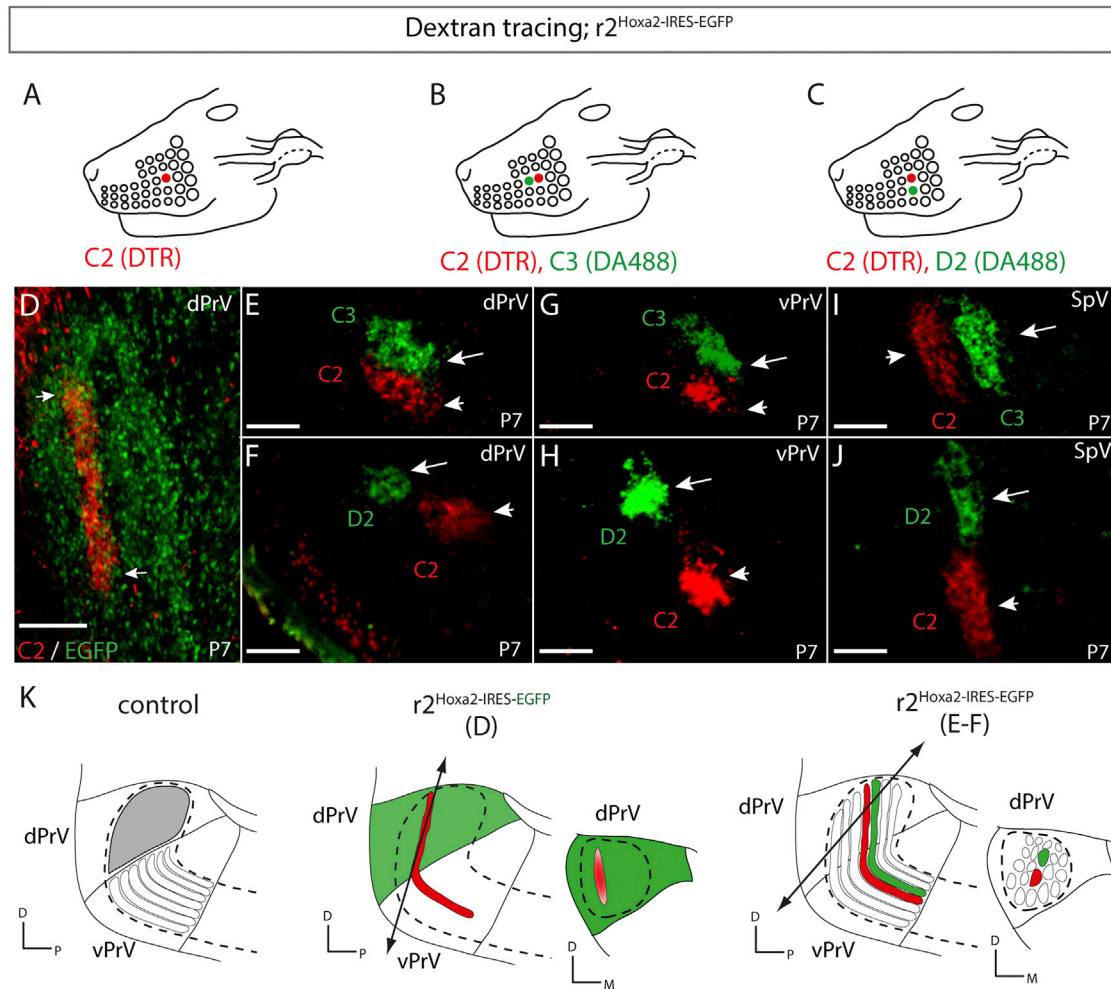 Dextran tracing; r2Hoxa2-IRES-EGFP
A
B
C
C2 (DTR)
C2 (DTR), C3 (DA488)
C2 (DTR), D2 (DA488)
D
dPrV
C2 / EGFP
P7
E
dPrV
C3
C2
P7
G
vPrV
C3
C2
P7
I
SpV
C2
C3
P7
F
dPrV
D2
C2
P7
H
vPrV
D2
C2
P7
J
SpV
D2
C2
P7
K
control
r2Hoxa2-IRES-EGFP
(D)
r2Hoxa2-IRES-EGFP
(E-F)
dPrV
vPrV
D
P
dPrV
vPrV
dPrV
D
M
dPrV
vPrV
D
P
dPrV
D
M